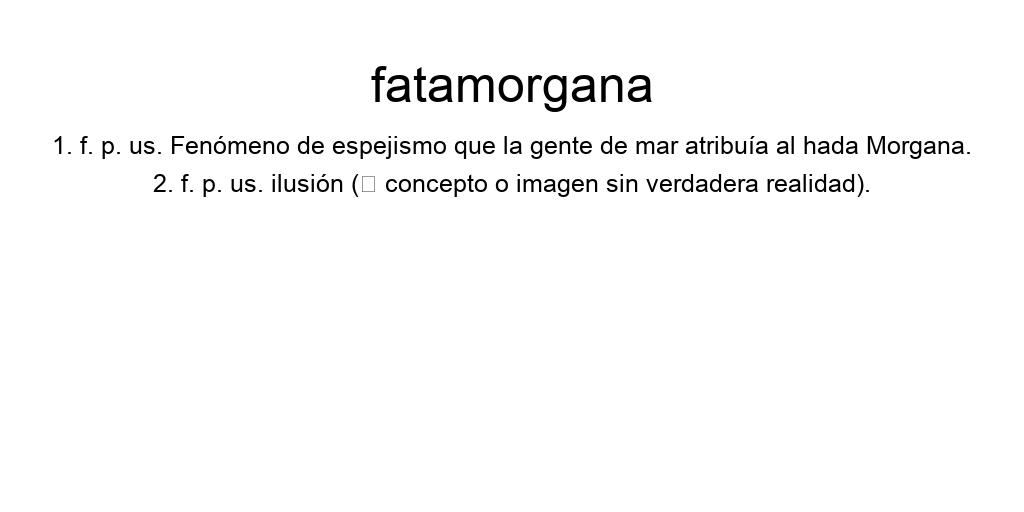 fatamorgana
1. f. p. us. Fenómeno de espejismo que la gente de mar atribuía al hada Morgana.
2. f. p. us. ilusión (□ concepto o imagen sin verdadera realidad).